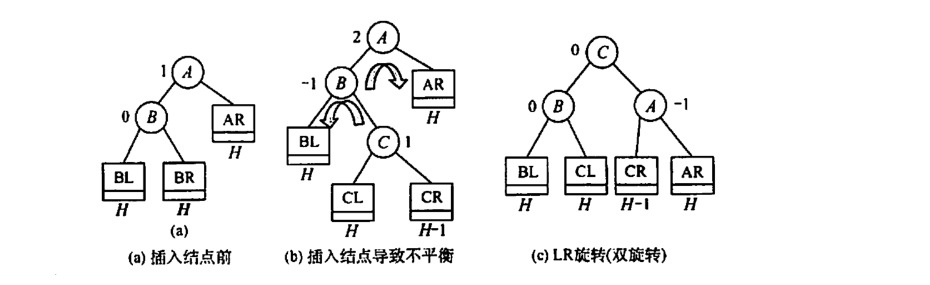 1 A
0 B
AR
H
BL
BR
H
H
(a)
(a) 插入结点前
2 A
-1 B
AR
H
BL
H
C 1
CL
CR
H
H-1
(b) 插入结点导致不平衡
0 C
0 B
A -1
BL
CL
CR
AR
H
H
H-1
H
(c) LR旋转(双旋转)